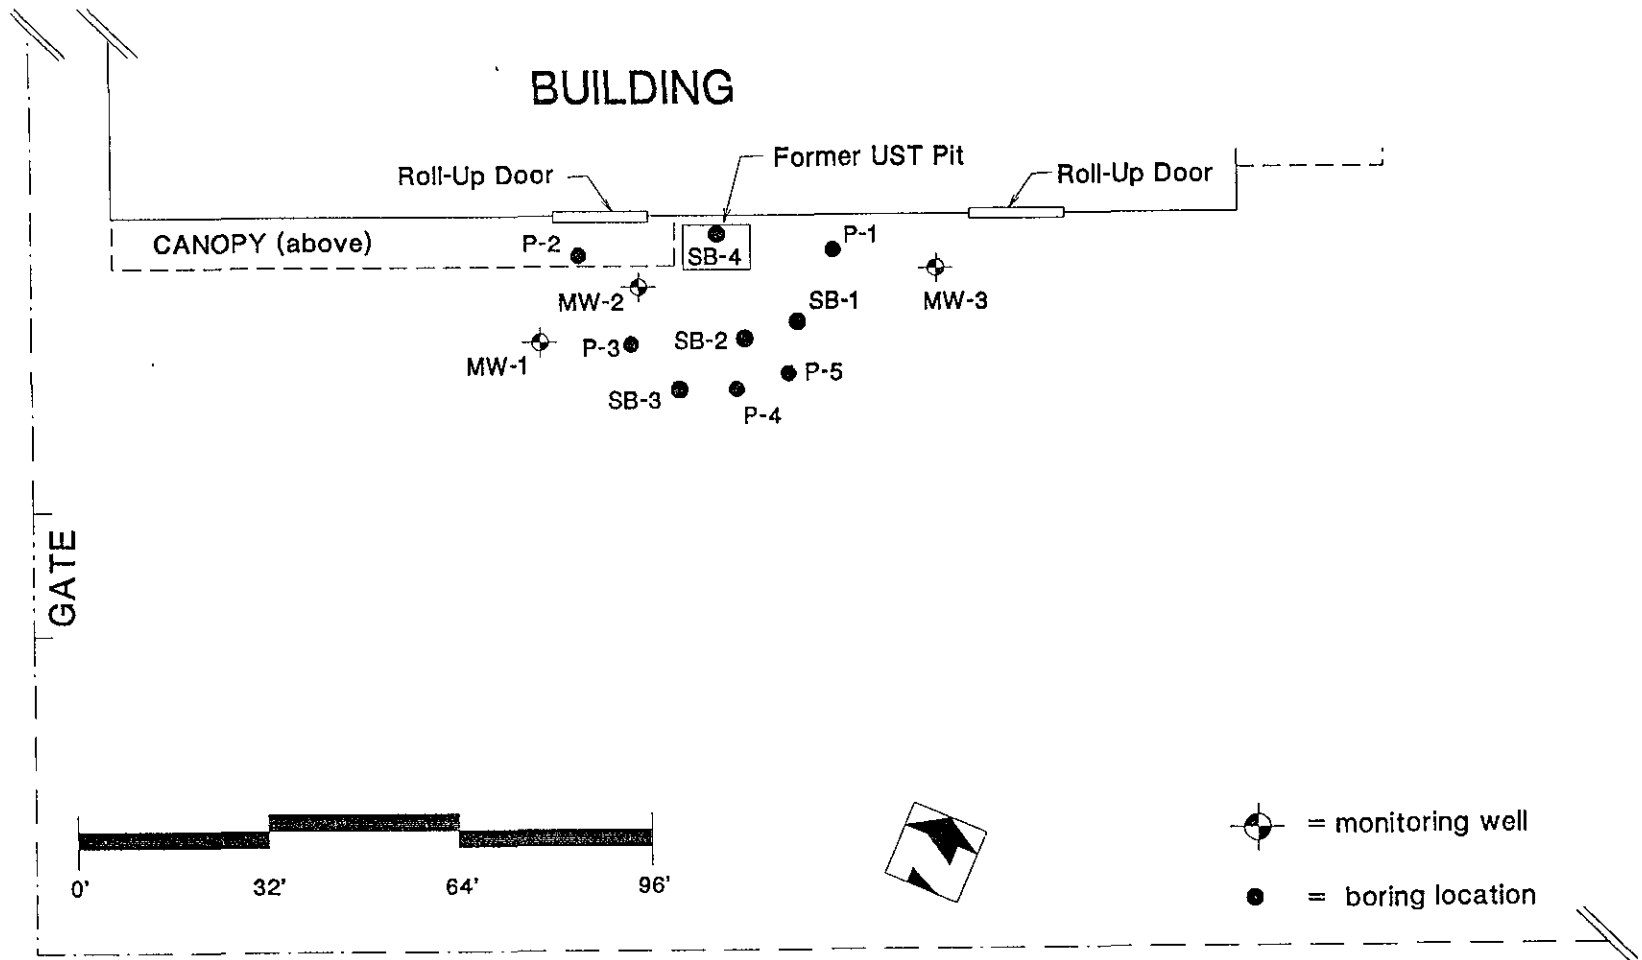 BUILDING
Former UST Pit
Roll-Up Door
Roll-Up Door
CANOPY (above)
P-2
SB-4
P-1
MW-2
MW-3
SB-1
MW-1
P-3
SB-2
P-5
SB-3
P-4
GATE
0' 32' 64' 96'
= monitoring well
= boring location